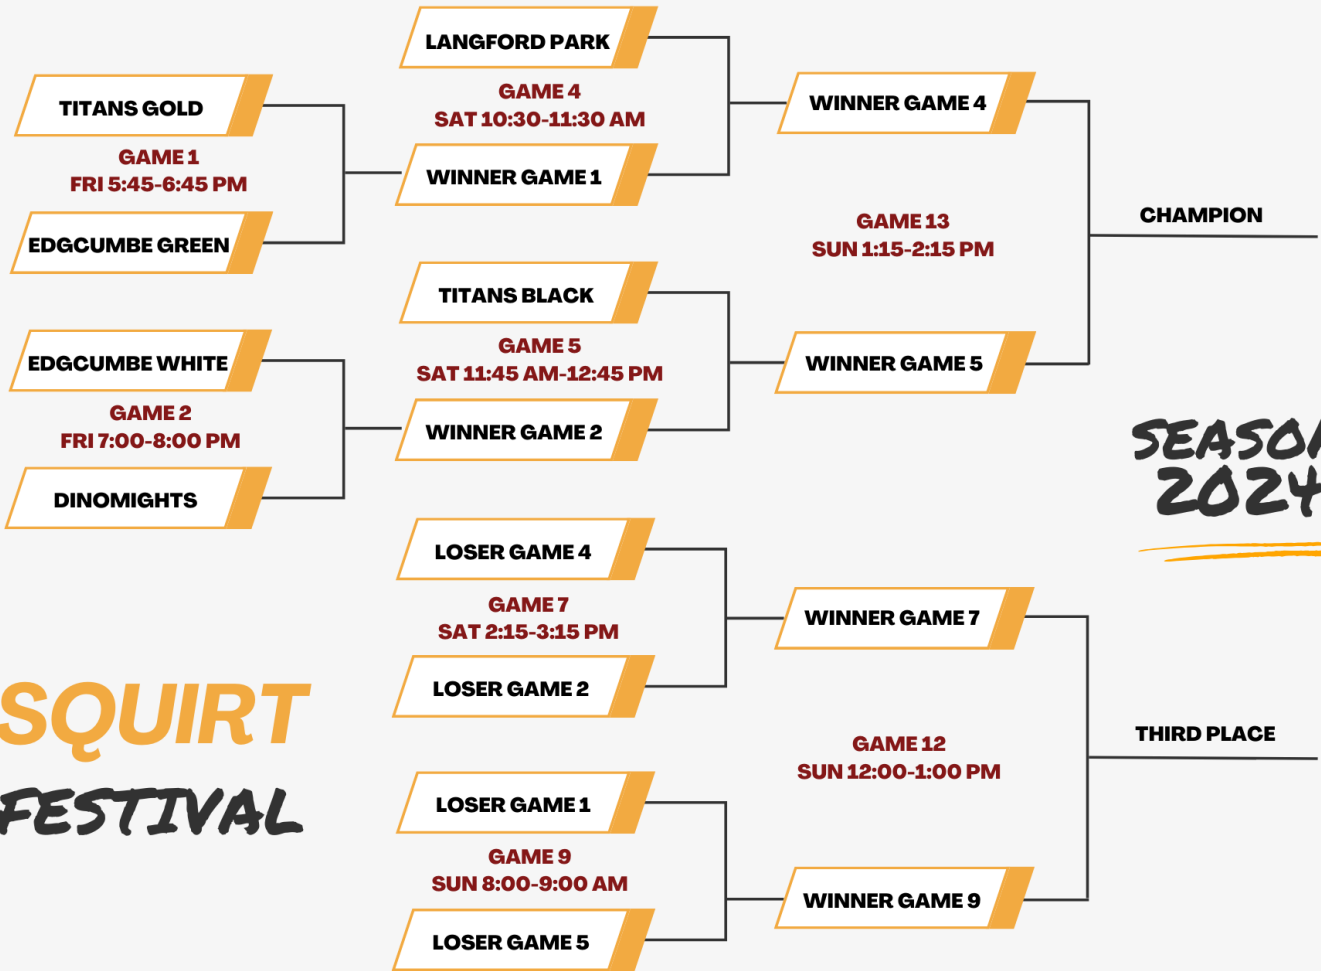 LANGFORD PARK
GAME 4
SAT 10:30-11:30 AM
WINNER GAME 1
TITANS GOLD
GAME 1
FRI 5:45-6:45 PM
EDGCUMBE GREEN
WINNER GAME 4
GAME 13
SUN 1:15-2:15 PM
CHAMPION
TITANS BLACK
GAME 5
SAT 11:45 AM-12:45 PM
WINNER GAME 2
WINNER GAME 5
EDGCUMBE WHITE
GAME 2
FRI 7:00-8:00 PM
DINOMIGHTS
2024
LOSER GAME 4
GAME 7
SAT 2:15-3:15 PM
LOSER GAME 2
WINNER GAME 7
GAME 12
SUN 12:00-1:00 PM
THIRD PLACE
SQUIRT
FESTIVAL
LOSER GAME 1
GAME 9
SUN 8:00-9:00 AM
LOSER GAME 5
WINNER GAME 9